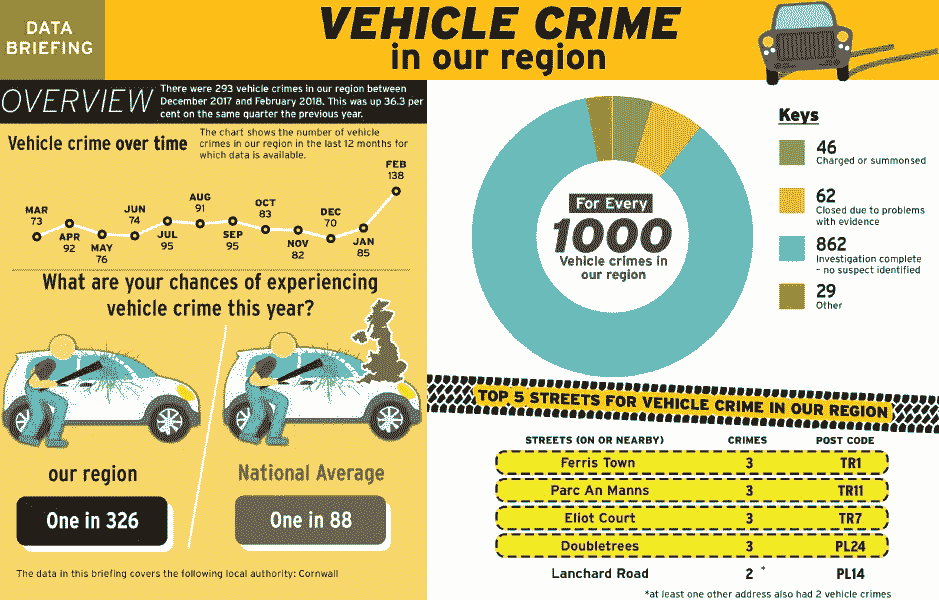 DATA
BRIEFING
VEHICLE CRIME
in our region
OVERVIEW
There were 293 vehicle crimes in our region between
December 2017 and February 2018. This was up 36.3 per
cent on the same quarter the previous year.
Vehicle crime over time
The chart shows the number of vehicle
crimes in our region in the last 12 months for
which data is available.
MAR
73
APR
92
MAY
76
JUN
74
JUL
95
AUG
91
SEP
95
OCT
83
NOV
82
DEC
70
JAN
85
FEB
138
What are your chances of experiencing
vehicle crime this year?
our region
One in 326
National Average
One in 88
The data in this briefing covers the following local authority: Cornwall
For Every
1000
Vehicle crimes in
our region
Keys
46
Charged or summonsed
62
Closed due to problems
with evidence
862
Investigation complete
– no suspect identified
29
Other
TOP 5 STREETS FOR VEHICLE CRIME IN OUR REGION
STREETS (ON OR NEARBY) CRIMES POST CODE
Ferris Town 3 TR1
Parc An Manns 3 TR11
Eliot Court 3 TR7
Doubletrees 3 PL24
Lanchard Road 2 * PL14
*at least one other address also had 2 vehicle crimes